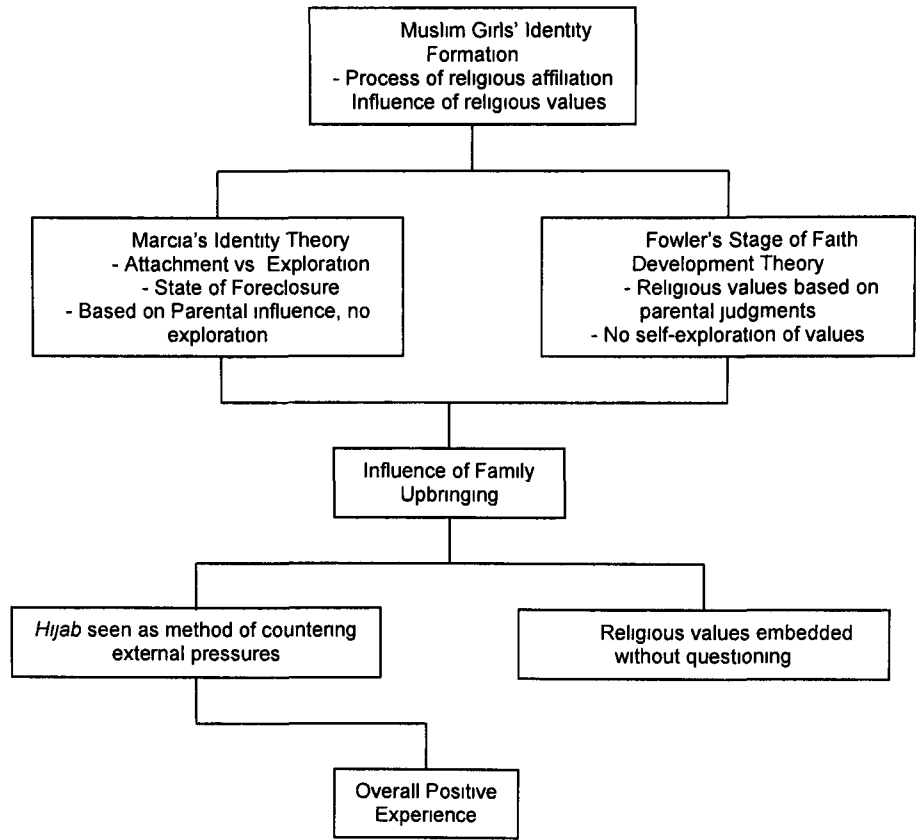 Muslim Girls' Identity
Formation
- Process of religious affiliation
Influence of religious values
Marcia's Identity Theory
- Attachment vs Exploration
- State of Foreclosure
- Based on Parental influence, no
exploration
Fowler's Stage of Faith
Development Theory
- Religious values based on
parental judgments
- No self-exploration of values
Influence of Family
Upbringing
Hijab seen as method of countering
external pressures
Religious values embedded
without questioning
Overall Positive
Experience